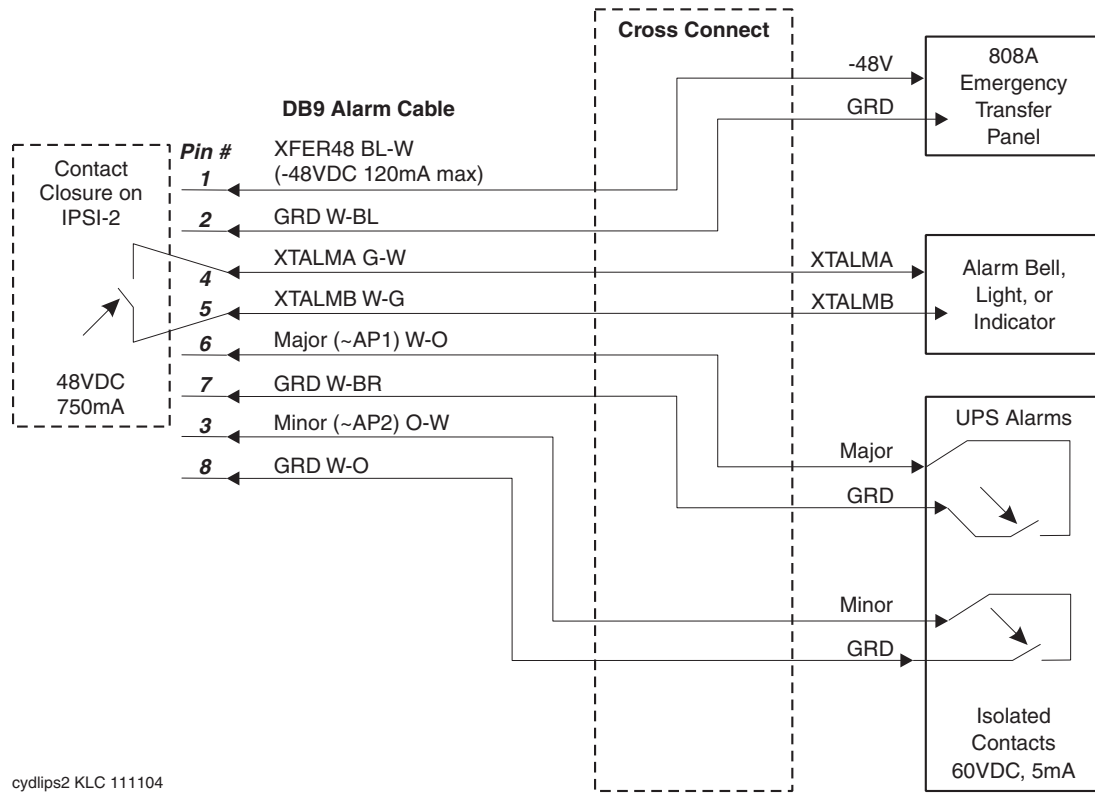 Cross Connect
-48V
808A
Emergency
Transfer
Panel
GRD
DB9 Alarm Cable
Contact
Closure on
IPSI-2
Pin #
1
XFER48 BL-W
(-48VDC 120mA max)
2
GRD W-BL
4
XTALMA G-W
XTALMA
5
XTALMB W-G
XTALMB
Alarm Bell,
Light, or
Indicator
6
Major (~AP1) W-O
7
GRD W-BR
48VDC
750mA
3
Minor (~AP2) O-W
8
GRD W-O
UPS Alarms
Major
GRD
Minor
GRD
Isolated
Contacts
60VDC, 5mA
cydlips2 KLC 111104